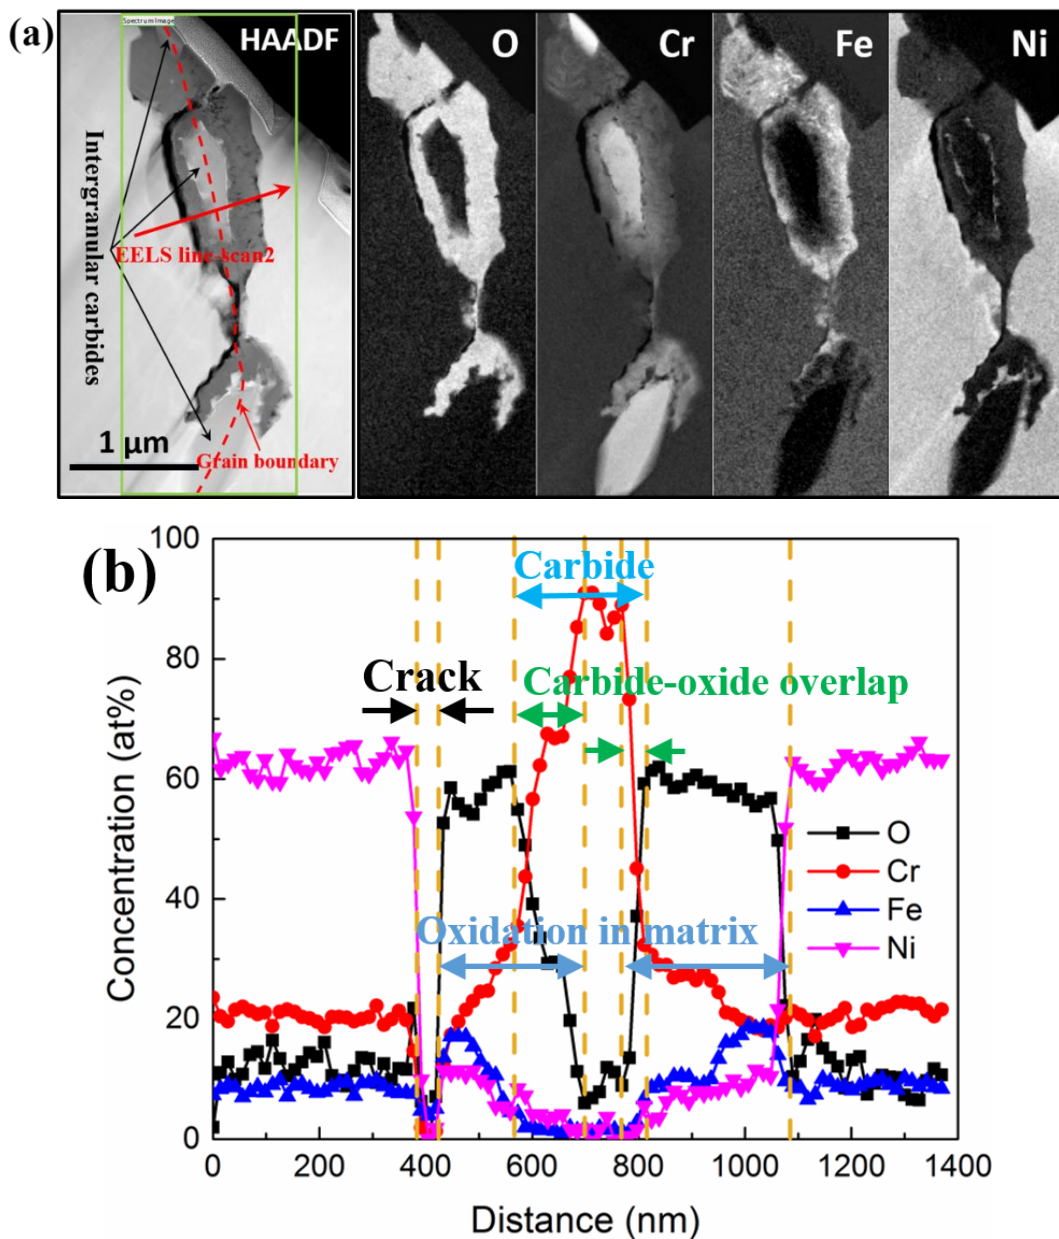 (a)
Spectrum Image
HAADF
O
Cr
Fe
Ni
Intergranular carbides
EELS line-scan2
1 μm
Grain boundary
(b)
Carbide
Crack
Carbide-oxide overlap
Oxidation in matrix
O
Cr
Fe
Ni
Concentration (at%)
100
80
60
40
20
0
0 200 400 600 800 1000 1200 1400
Distance (nm)